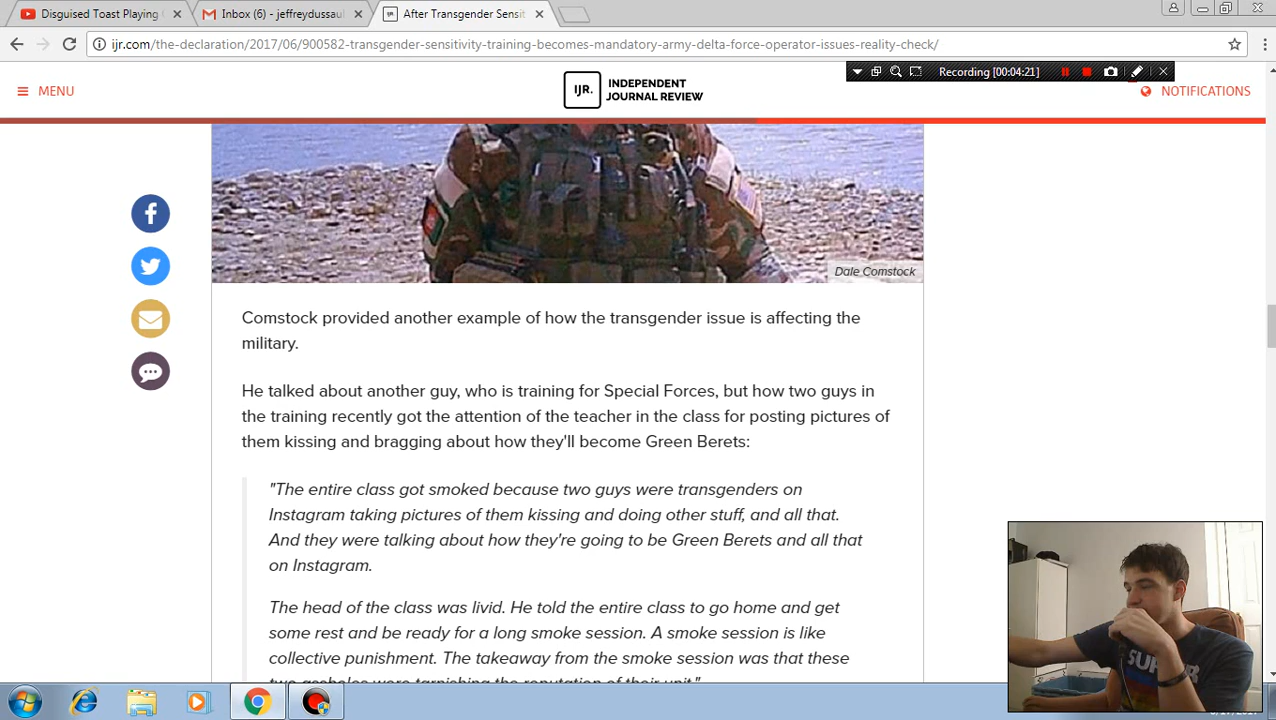 Disguised Toast Playing
Inbox (6) - jeffreydussaul
After Transgender Sensit
ijr.com/the-declaration/2017/06/900582-transgender-sensitivity-training-becomes-mandatory-army-delta-force-operator-issues-reality-check/
Recording [00:04:21]
MENU
IJR.
INDEPENDENT
JOURNAL REVIEW
NOTIFICATIONS
Dale Comstock
Comstock provided another example of how the transgender issue is affecting the
military.
He talked about another guy, who is training for Special Forces, but how two guys in
the training recently got the attention of the teacher in the class for posting pictures of
them kissing and bragging about how they'll become Green Berets:
"The entire class got smoked because two guys were transgenders on
Instagram taking pictures of them kissing and doing other stuff, and all that.
And they were talking about how they're going to be Green Berets and all that
on Instagram.
The head of the class was livid. He told the entire class to go home and get
some rest and be ready for a long smoke session. A smoke session is like
collective punishment. The takeaway from the smoke session was that these
two assholes were tarnishing the reputation of their unit."